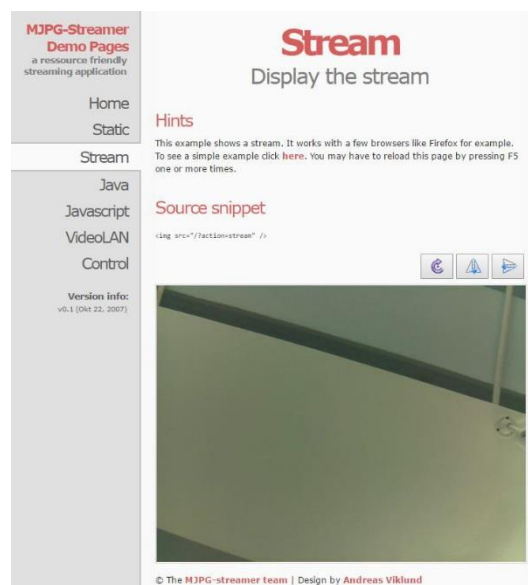 MJPG-Streamer
Demo Pages
a ressource friendly
streaming application
Home
Static
Stream
Java
Javascript
VideoLAN
Control
Version info:
v0.1 (Okt 22, 2007)
Stream
Display the stream
Hints
This example shows a stream. It works with a few browsers like Firefox for example.
To see a simple example click here. You may have to reload this page by pressing F5
one or more times.
Source snippet
<img src="/?action=stream" />
© The MJPG-streamer team | Design by Andreas Viklund